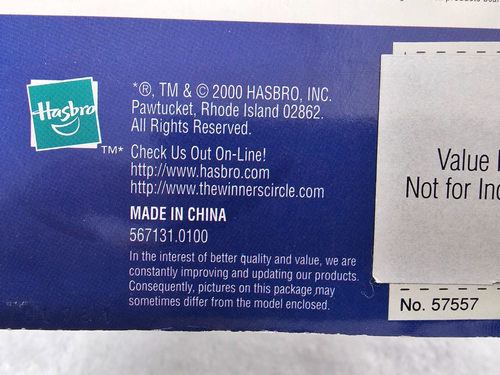 Hasbro
*®, TM & © 2000 HASBRO, INC.
Pawtucket, Rhode Island 02862.
All Rights Reserved.
TM*
Check Us Out On-Line!
http://www.hasbro.com
http://www.thewinnerscircle.com
MADE IN CHINA
567131.0100
In the interest of better quality and value, we are
constantly improving and updating our products.
Consequently, pictures on this package may
sometimes differ from the model enclosed.
Value
Not for
No. 57557